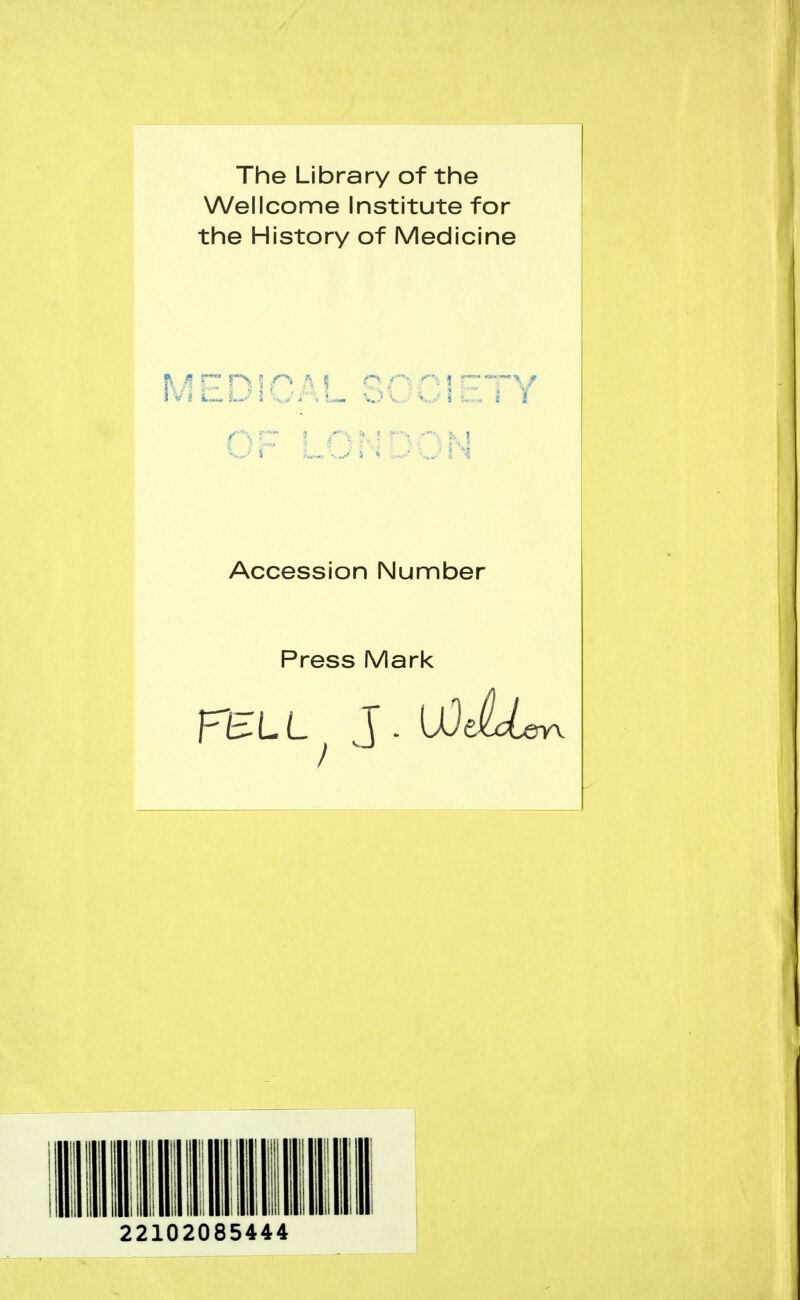 The Library of the
Wellcome Institute for
the History of Medicine
MEDICAL SOCIETY
OF LONDON
Accession Number
Press Mark
FELL, J. Weldon
22102085444